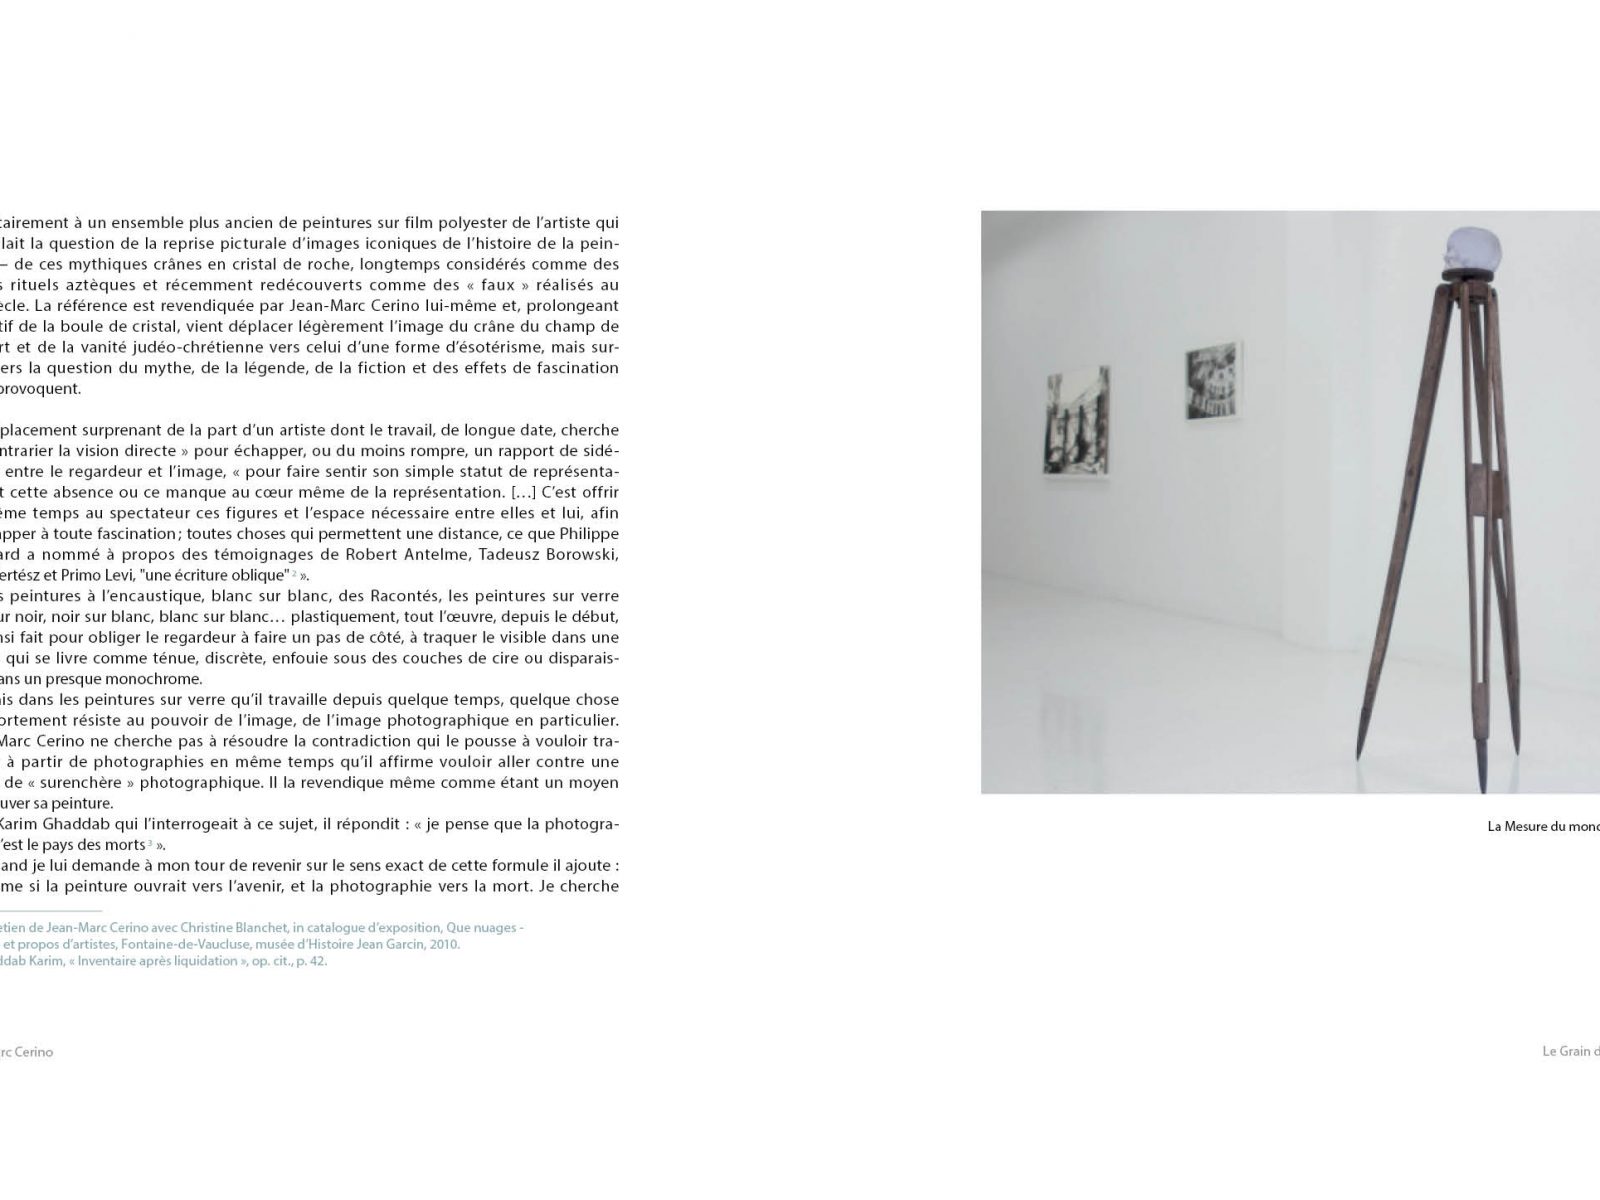 tairement à un ensemble plus ancien de peintures sur film polyester de l’artiste qui
lait la question de la reprise picturale d’images iconiques de l’histoire de la pein-
– de ces mythiques crânes en cristal de roche, longtemps considérés comme des
s rituels aztèques et récemment redécouverts comme des « faux » réalisés au
ècle. La référence est revendiquée par Jean-Marc Cerino lui-même et, prolongeant
tif de la boule de cristal, vient déplacer légèrement l’image du crâne du champ de
rt et de la vanité judéo-chrétienne vers celui d’une forme d’ésotérisme, mais sur-
ers la question du mythe, de la légende, de la fiction et des effets de fascination
provoquent.
placement surprenant de la part d’un artiste dont le travail, de longue date, cherche
ntrarier la vision directe » pour échapper, ou du moins rompre, un rapport de sidé-
entre le regardeur et l’image, « pour faire sentir son simple statut de représenta-
t cette absence ou ce manque au cœur même de la représentation. […] C’est offrir
ème temps au spectateur ces figures et l’espace nécessaire entre elles et lui, afin
apper à toute fascination ; toutes choses qui permettent une distance, ce que Philippe
ard a nommé à propos des témoignages de Robert Antelme, Tadeusz Borowski,
ertész et Primo Levi, "une écriture oblique" ² ».
s peintures à l’encaustique, blanc sur blanc, des Racontés, les peintures sur verre
ur noir, noir sur blanc, blanc sur blanc… plastiquement, tout l’œuvre, depuis le début,
nsi fait pour obliger le regardeur à faire un pas de côté, à traquer le visible dans une
qui se livre comme ténue, discrète, enfouie sous des couches de cire ou disparais-
ans un presque monochrome.
ais dans les peintures sur verre qu’il travaille depuis quelque temps, quelque chose
ortement résiste au pouvoir de l’image, de l’image photographique en particulier.
Marc Cerino ne cherche pas à résoudre la contradiction qui le pousse à vouloir tra-
à partir de photographies en même temps qu’il affirme vouloir aller contre une
de « surenchère » photographique. Il la revendique même comme étant un moyen
uver sa peinture.
Karim Ghaddab qui l’interrogeait à ce sujet, il répondit : « je pense que la photogra-
’est le pays des morts ³ ».
and je lui demande à mon tour de revenir sur le sens exact de cette formule il ajoute :
me si la peinture ouvrait vers l’avenir, et la photographie vers la mort. Je cherche
etien de Jean-Marc Cerino avec Christine Blanchet, in catalogue d’exposition, Que nuages -
et propos d’artistes, Fontaine-de-Vaucluse, musée d’Histoire Jean Garcin, 2010.
ddab Karim, « Inventaire après liquidation », op. cit., p. 42.
rc Cerino
La Mesure du mon
Le Grain d